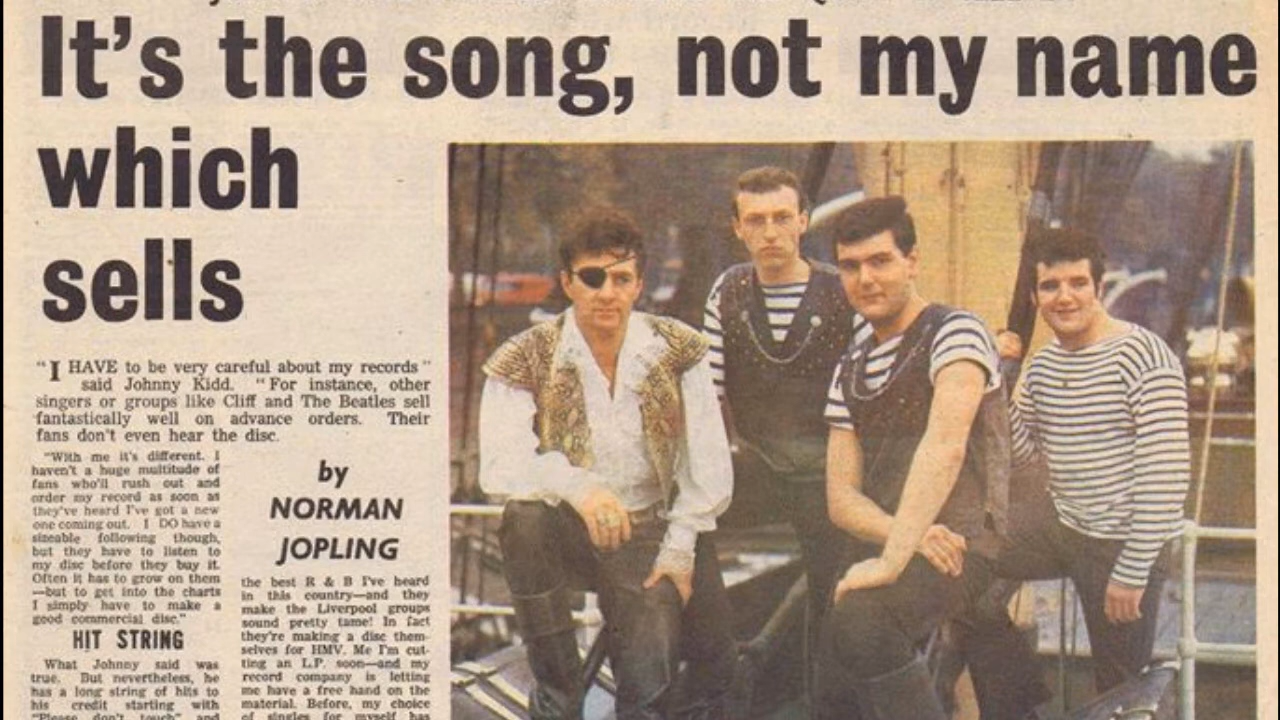 It's the song, not my name
which
sells
"I HAVE to be very careful about my records"
said Johnny Kidd. "For instance, other
singers or groups like Cliff and The Beatles sell
fantastically well on advance orders. Their
fans don't even hear the disc.
"With me it's different. I
haven't a huge multitude of
fans who'll rush out and
order my record as soon as
they've heard I've got a new
one coming out. I DO have a
sizeable following though,
but they have to listen to
my disc before they buy it.
Often it has to grow on them
—but to get into the charts
I simply have to make a
good commercial disc."
HIT STRING
What Johnny said was
true. But nevertheless, he
has a long string of hits to
his credit starting with
"Please don't touch" and
by
NORMAN
JOPLING
the best R & B I've heard
in this country—and they
make the Liverpool groups
sound pretty tame! In fact
they're making a disc them-
selves for HMV. Me I'm cut-
ting an L.P. soon—and my
record company is letting
me have a free hand on the
material. Before, my choice
of singles for myself has